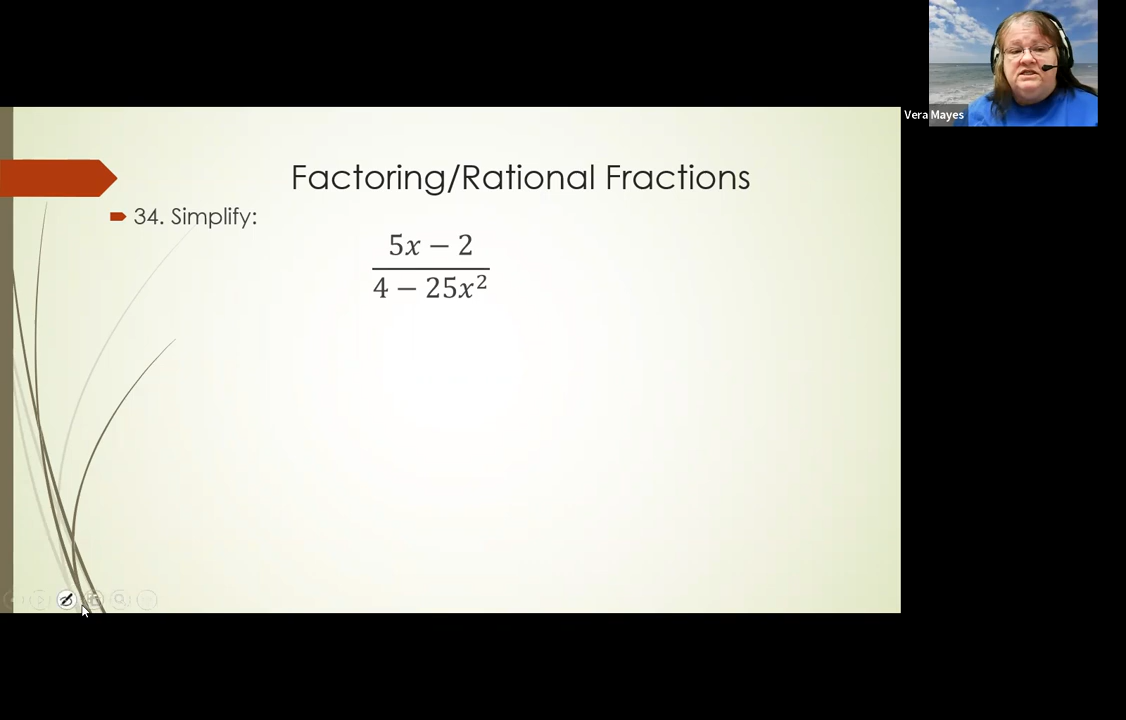 Vera Mayes
Factoring/Rational Fractions
34. Simplify:
5x − 2
4 − 25x²